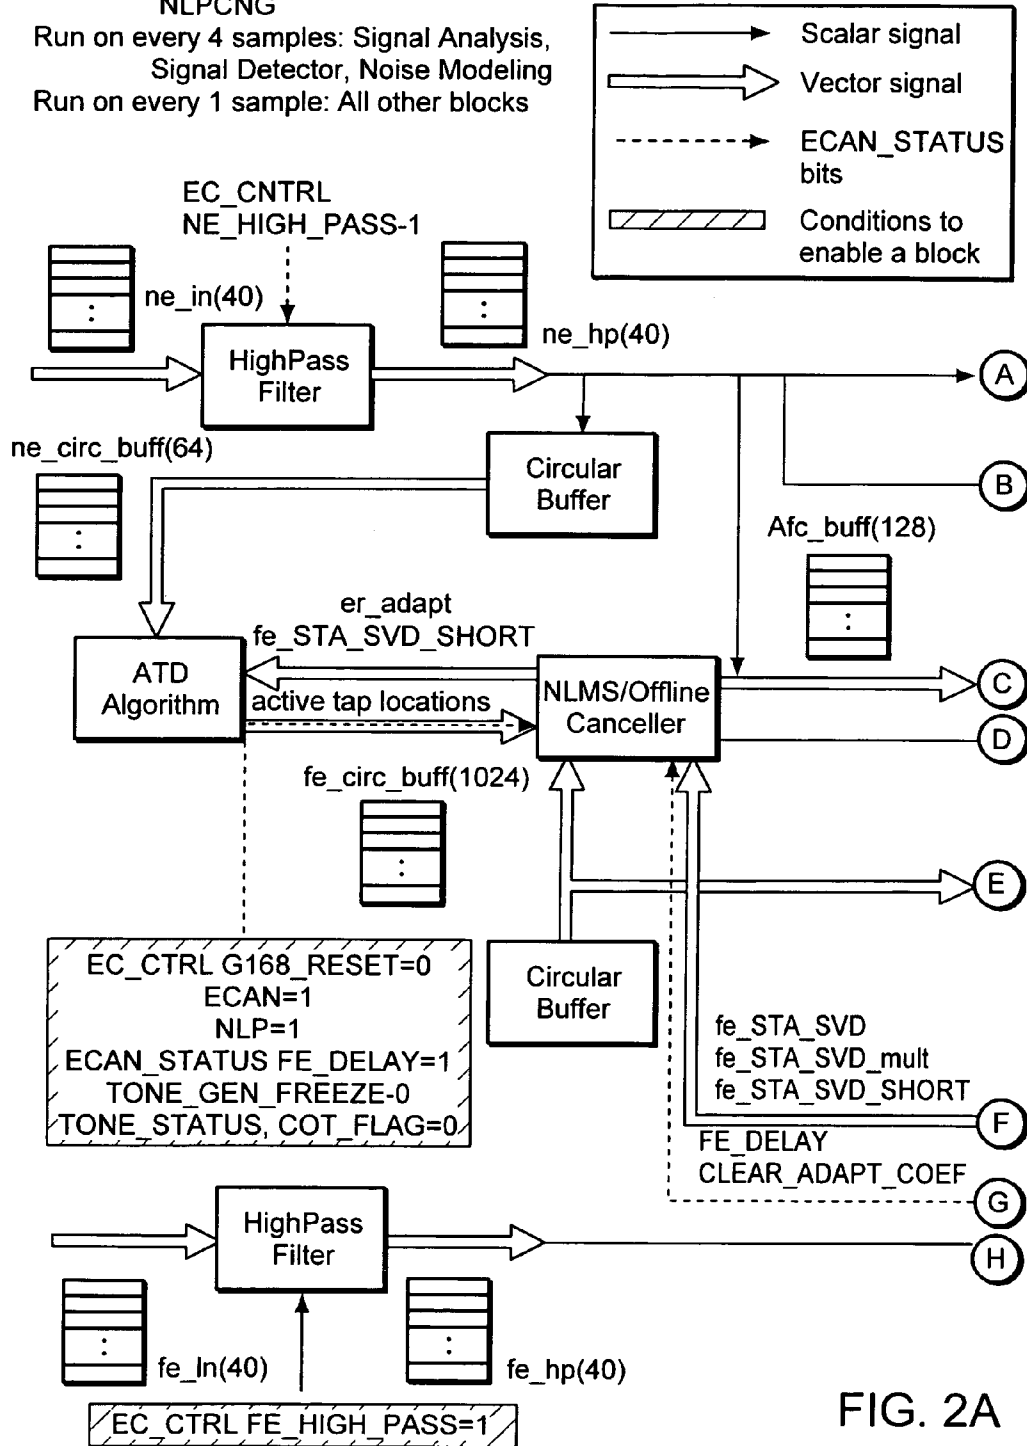 NLPCNG
Run on every 4 samples: Signal Analysis,
Signal Detector, Noise Modeling
Run on every 1 sample: All other blocks
Scalar signal
Vector signal
ECAN_STATUS
bits
Conditions to
enable a block
EC_CNTRL
NE_HIGH_PASS-1
ne_in(40)
ne_hp(40)
HighPass
Filter
A
ne_circ_buff(64)
Circular
Buffer
B
Afc_buff(128)
er_adapt
fe_STA_SVD_SHORT
ATD
Algorithm
active tap locations
NLMS/Offline
Canceller
C
D
fe_circ_buff(1024)
E
EC_CTRL G168_RESET=0
ECAN=1
NLP=1
ECAN_STATUS FE_DELAY=1
TONE_GEN_FREEZE-0
TONE_STATUS, COT_FLAG=0
Circular
Buffer
fe_STA_SVD
fe_STA_SVD_mult
fe_STA_SVD_SHORT
F
FE_DELAY
CLEAR_ADAPT_COEF
G
HighPass
Filter
H
fe_In(40)
fe_hp(40)
EC_CTRL FE_HIGH_PASS=1
FIG. 2A